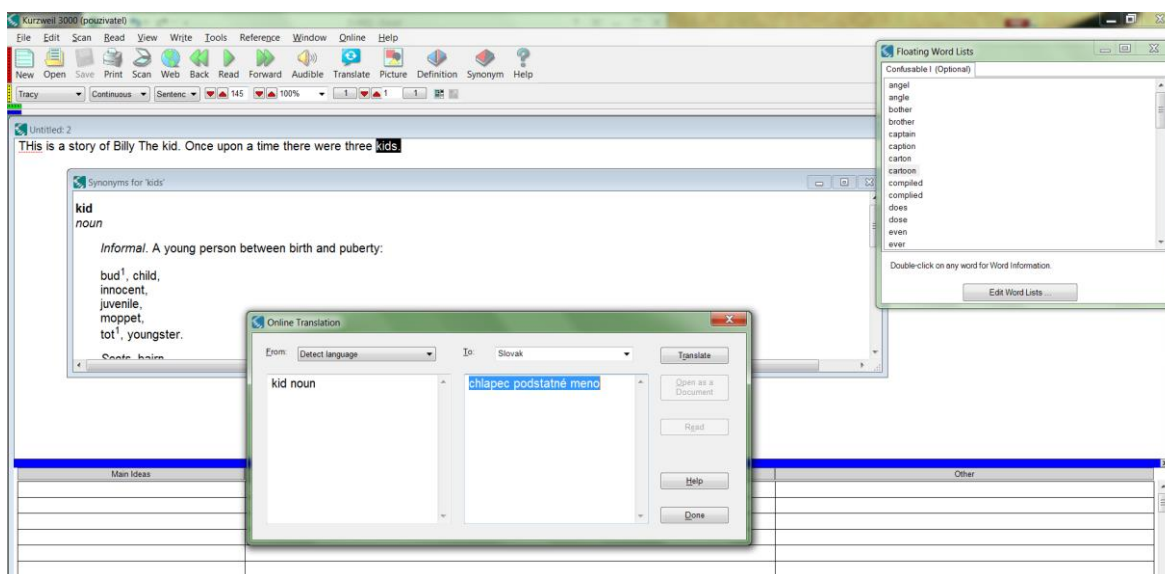 Kurzweil 3000 (pouzivatel)
File Edit Scan Read View Write Tools Reference Window Online Help
New Open Save Print Scan Web Back Read Forward Audible Translate Picture Definition Synonym Help
Tracy Continuous Sentenc 145 100% 1 1 1
Untitled: 2
THis is a story of Billy The kid. Once upon a time there were three kids.
Synonyms for 'kids'
kid
noun
Informal. A young person between birth and puberty:
bud1, child,
innocent,
juvenile,
moppet,
tot1, youngster.
Scots. bairn
Online Translation
From: Detect language To: Slovak Translate
kid noun
chlapec podstatné meno
Open as a
Document
Read
Help
Done
Floating Word Lists
Confusable I (Optional)
angel
angle
bother
brother
captain
caption
carton
cartoon
compiled
complied
does
dose
even
ever
Double-click on any word for Word Information.
Edit Word Lists ...
Main Ideas Other